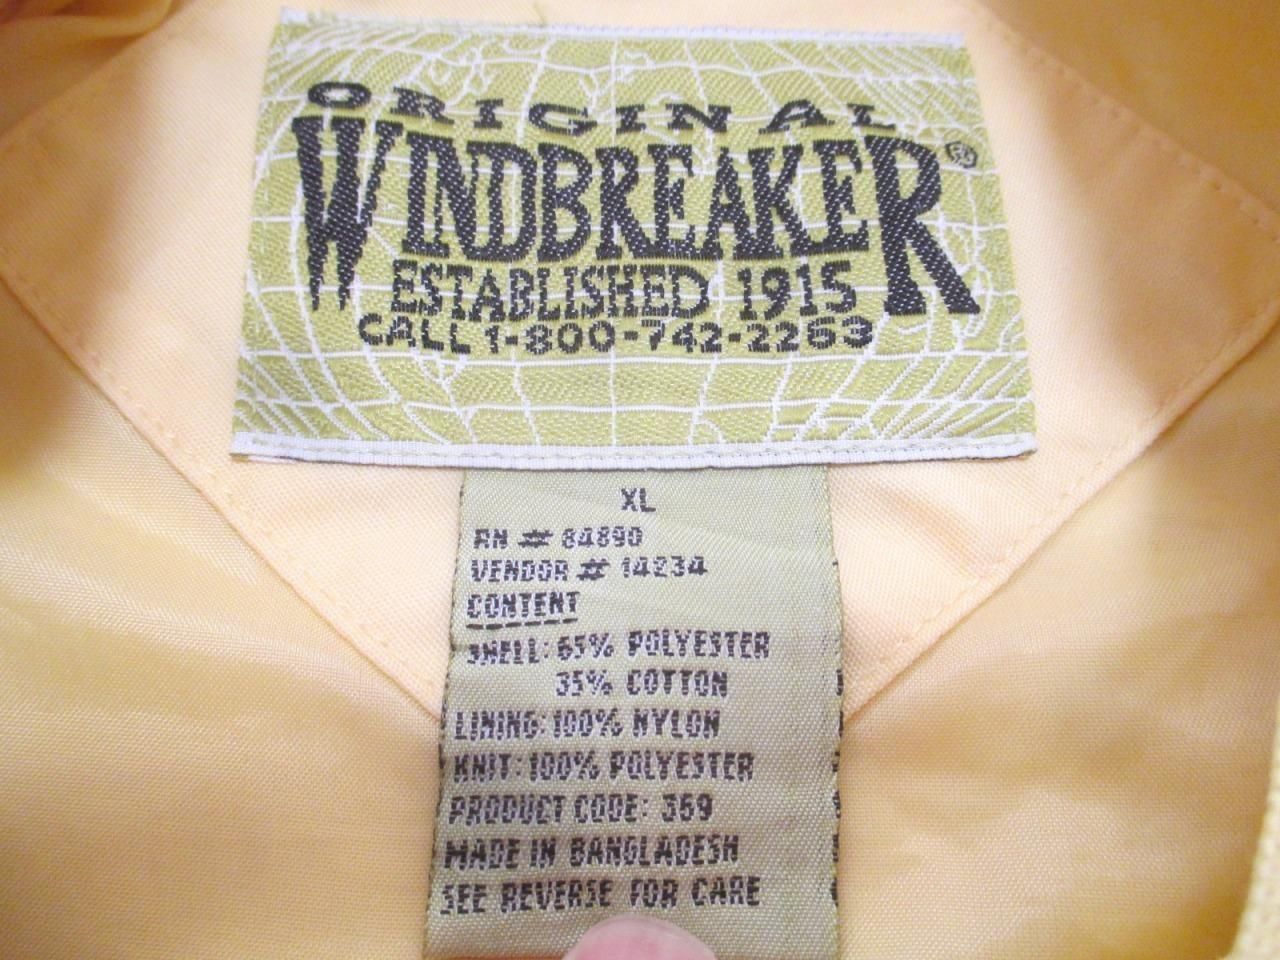 ORIGINAL
WINDBREAKER®
ESTABLISHED 1915
CALL 1-800-742-2263
XL
RN # 84890
VENDOR # 14234
CONTENT
SHELL: 65% POLYESTER
35% COTTON
LINING: 100% NYLON
KNIT: 100% POLYESTER
PRODUCT CODE: 359
MADE IN BANGLADESH
SEE REVERSE FOR CARE